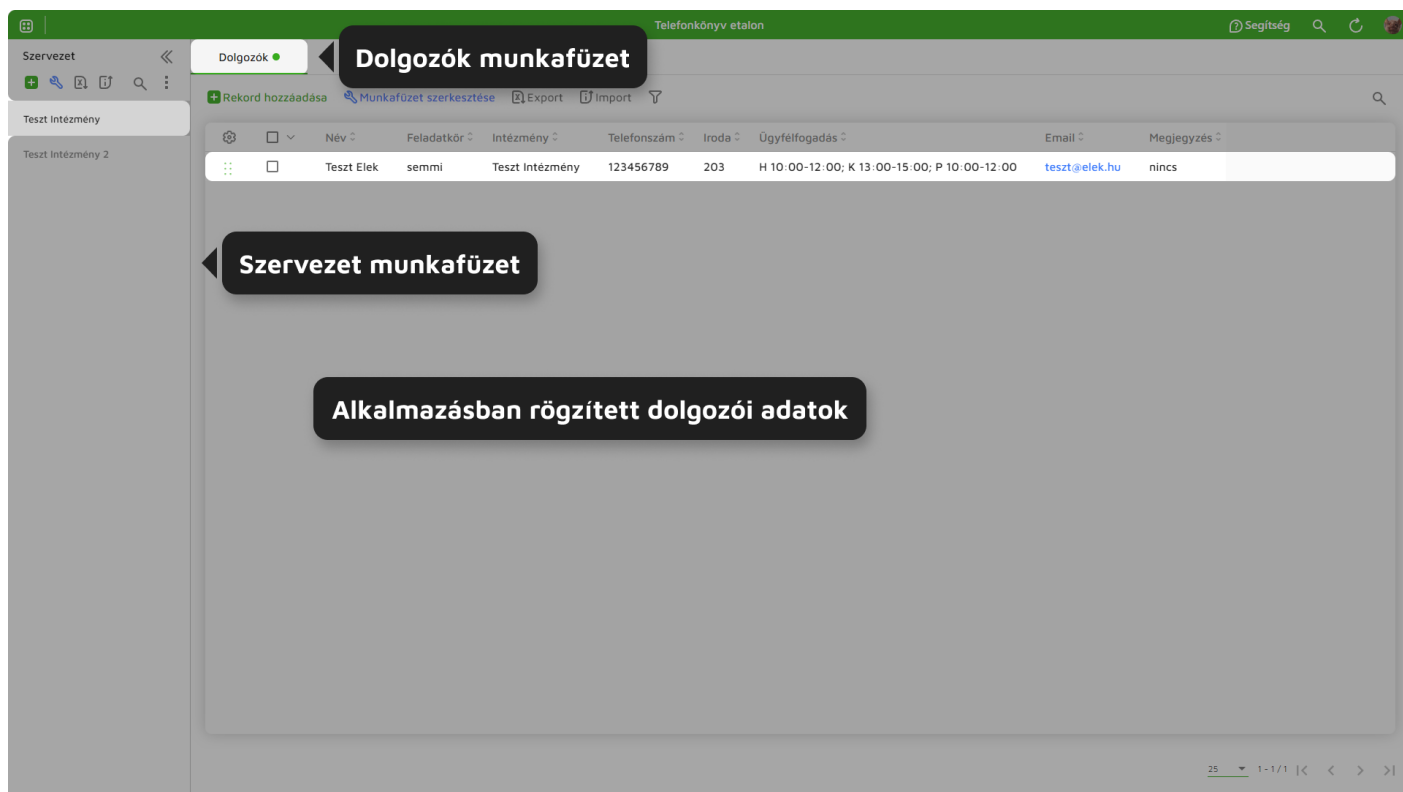 Telefonkönyv etalon
Segítség
Szervezet
Dolgozók
Dolgozók munkafüzet
Rekord hozzáadása Munkafüzet szerkesztése Export Import
Teszt Intézmény
Teszt Intézmény 2
Név Feladatkör Intézmény Telefonszám Iroda Ügyfélfogadás Email Megjegyzés
Teszt Elek semmi Teszt Intézmény 123456789 203 H 10:00-12:00; K 13:00-15:00; P 10:00-12:00 teszt@elek.hu nincs
Szervezet munkafüzet
Alkalmazásban rögzített dolgozói adatok
25 1-1/1